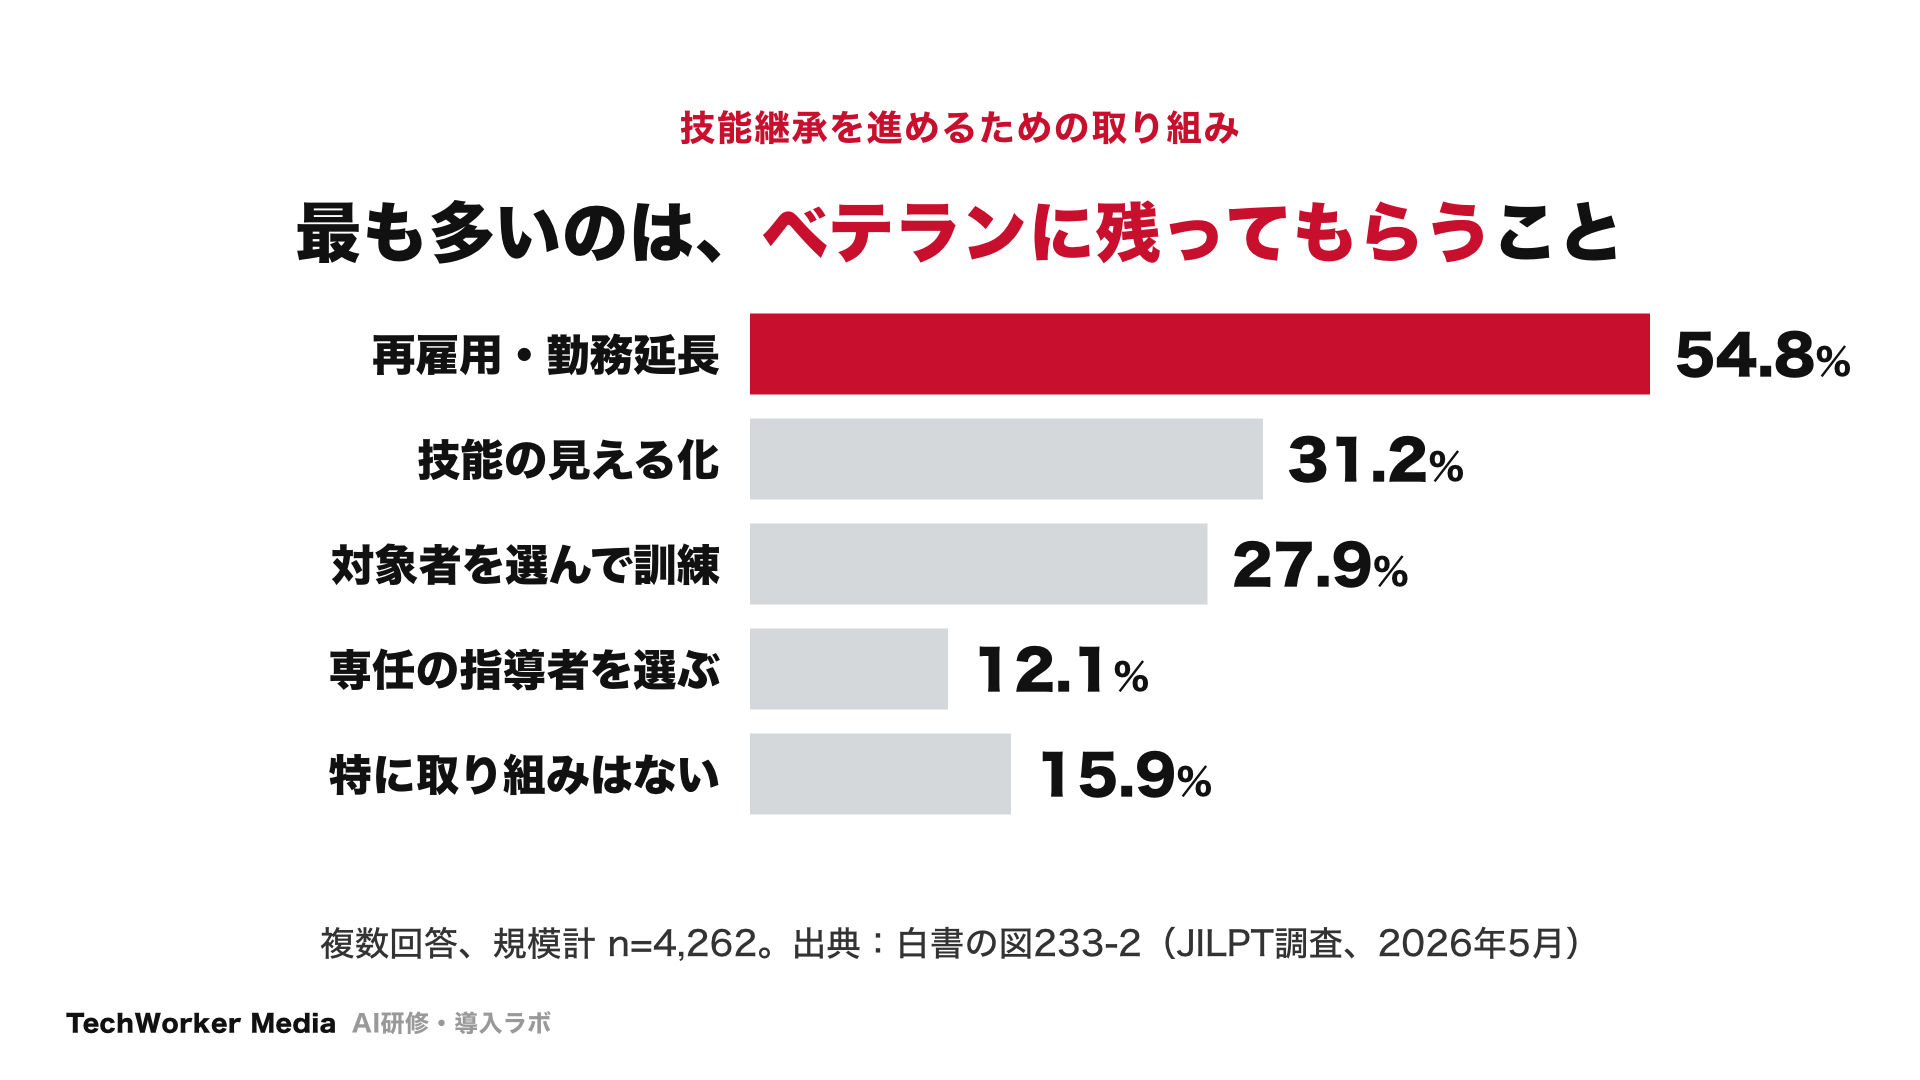 技能継承を進めるための取り組み
最も多いのは、ベテランに残ってもらうこと
再雇用・勤務延長 54.8%
技能の見える化 31.2%
対象者を選んで訓練 27.9%
専任の指導者を選ぶ 12.1%
特に取り組みはない 15.9%
複数回答、規模計 n=4,262。出典：白書の図233-2（JILPT調査、2026年5月）
TechWorker Media AI研修・導入ラボ